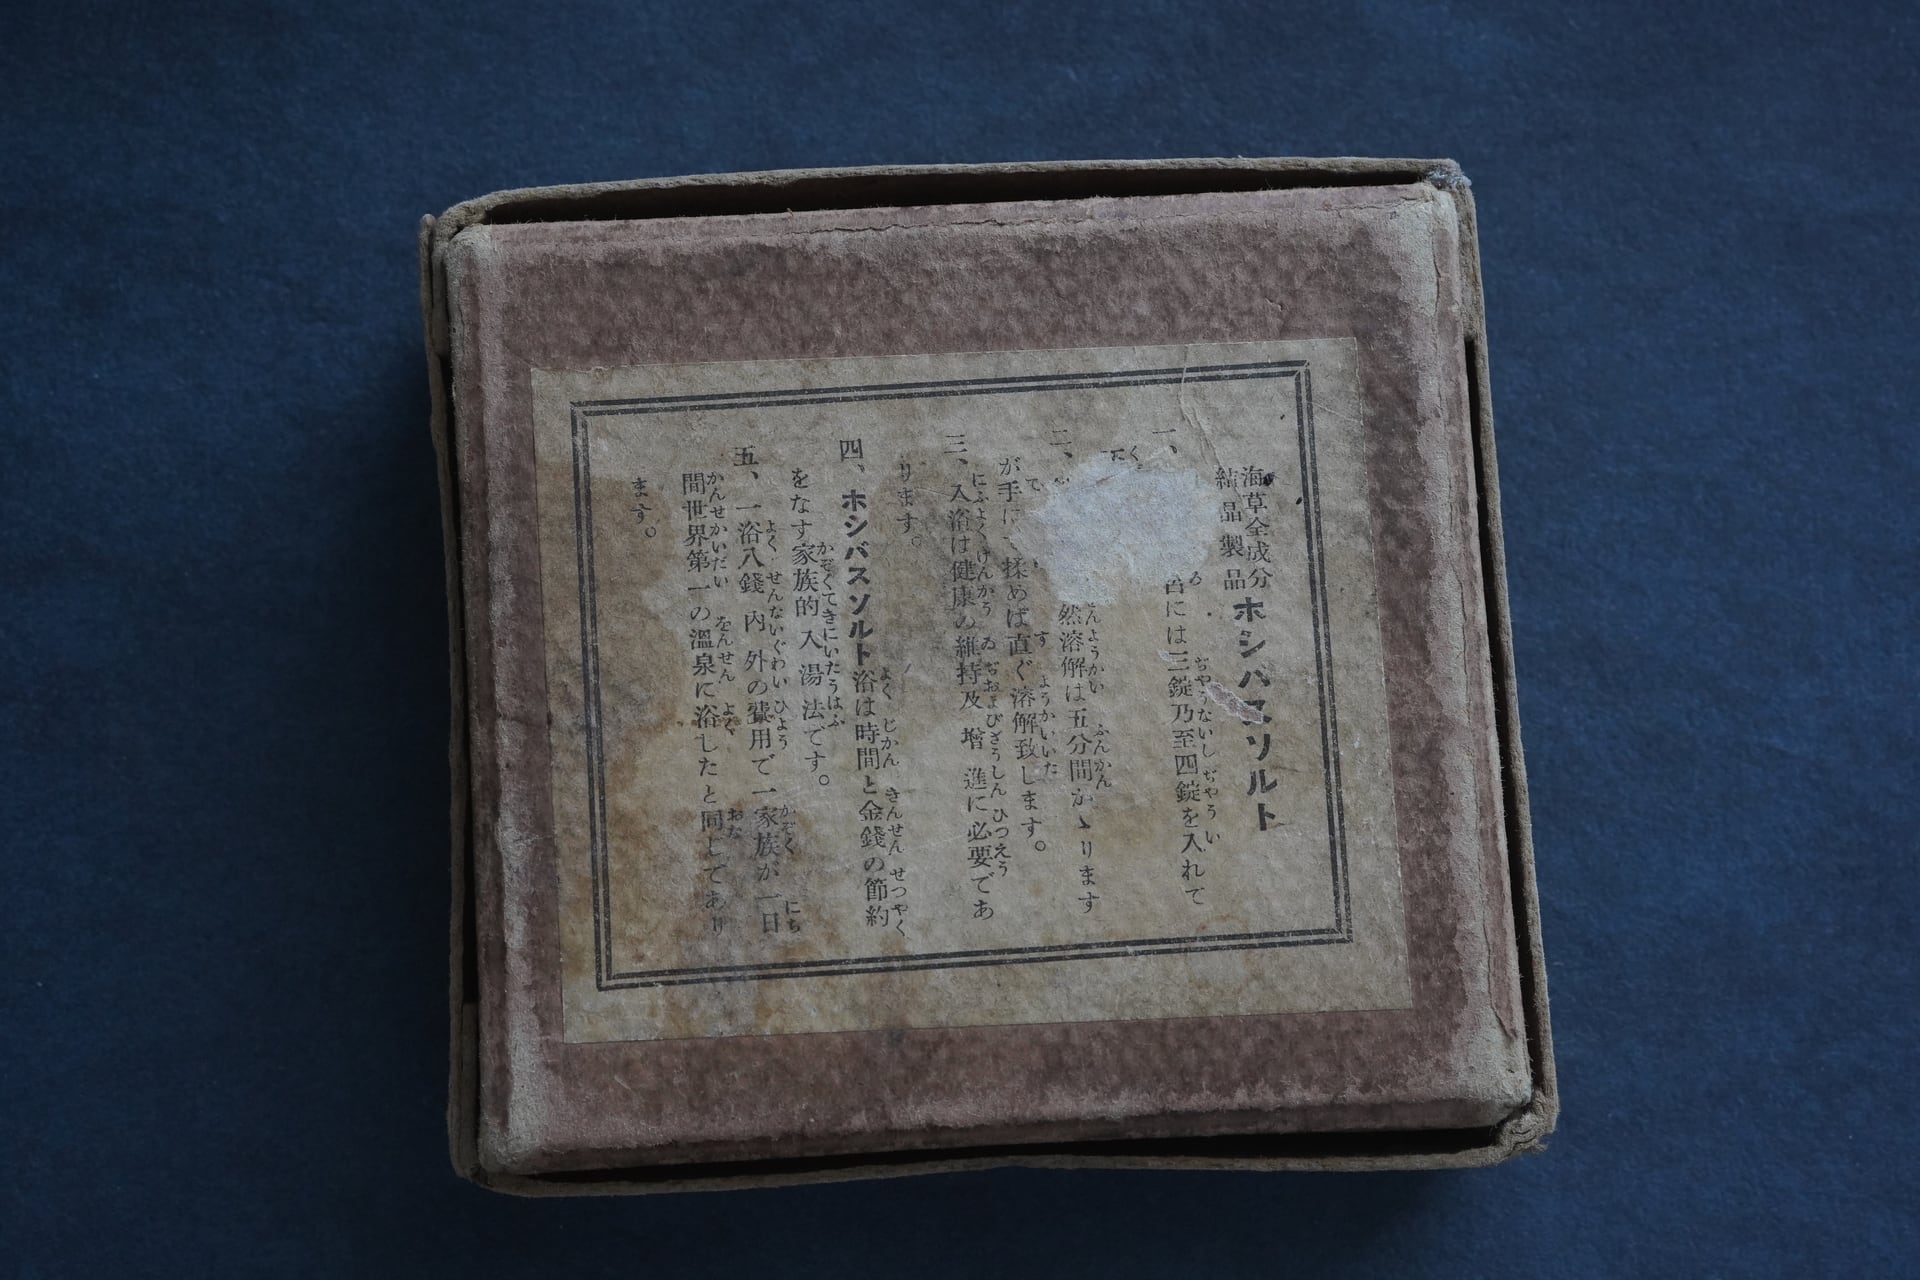 海草全成分
結晶製品
ホシバスソルト
一、
には三錠乃至四錠を入れて
二、
然溶解は五分間かゝります
が手に
揉めば直ぐ溶解致します。
三、入浴は健康の維持及増進に必要であ
ります。
四、ホシバスソルト浴は時間と金錢の節約
をなす家族的入湯法です。
五、一浴八錢内外の費用で一家族が一日
間世界第一の溫泉に浴したと同じであり
ます。